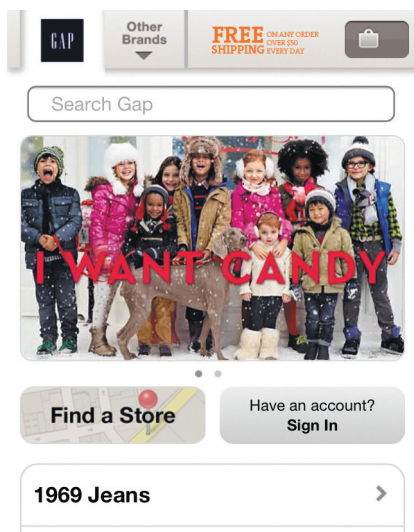 GAP
Other
Brands
FREE
SHIPPING
ON ANY ORDER
OVER $50
EVERY DAY
Search Gap
I WANT CANDY
Find a Store
Have an account?
Sign In
1969 Jeans